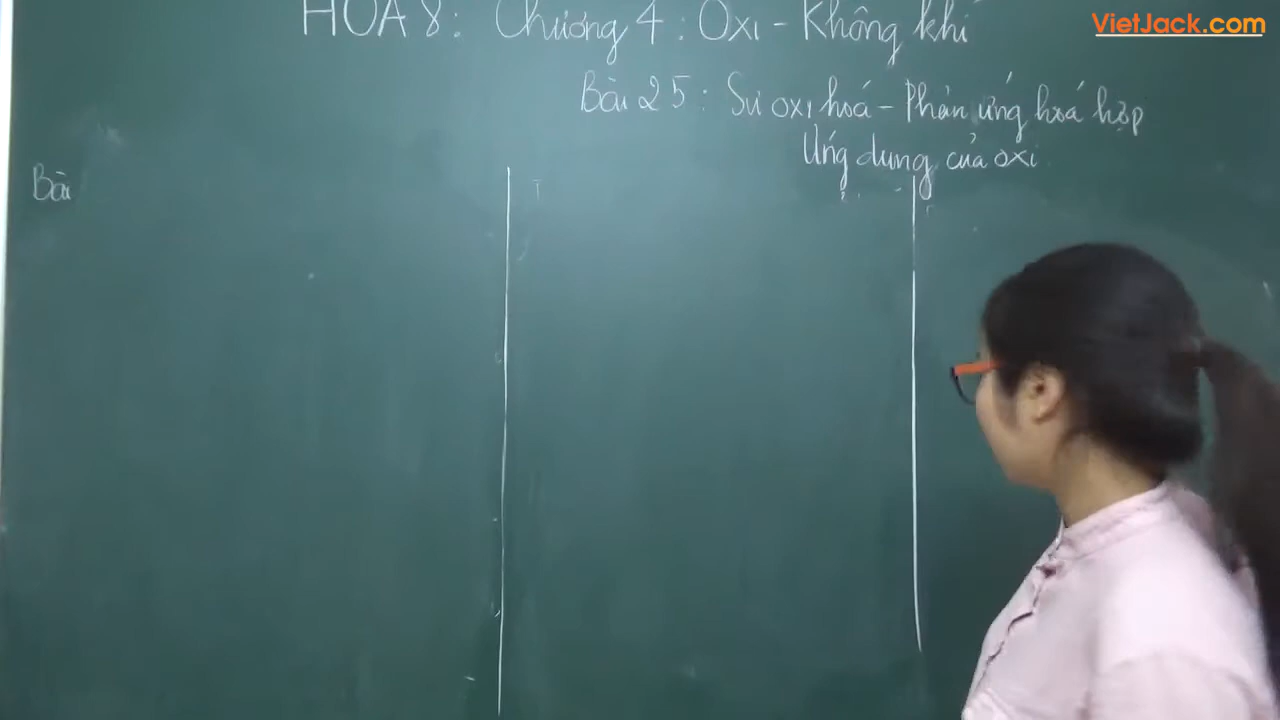 VietJack.com
HOA 8: Chương 4: Oxi - Không khí
Bài 25: Sự oxi hoá - Phản ứng hoá hợp
Ứng dụng của oxi
Bài